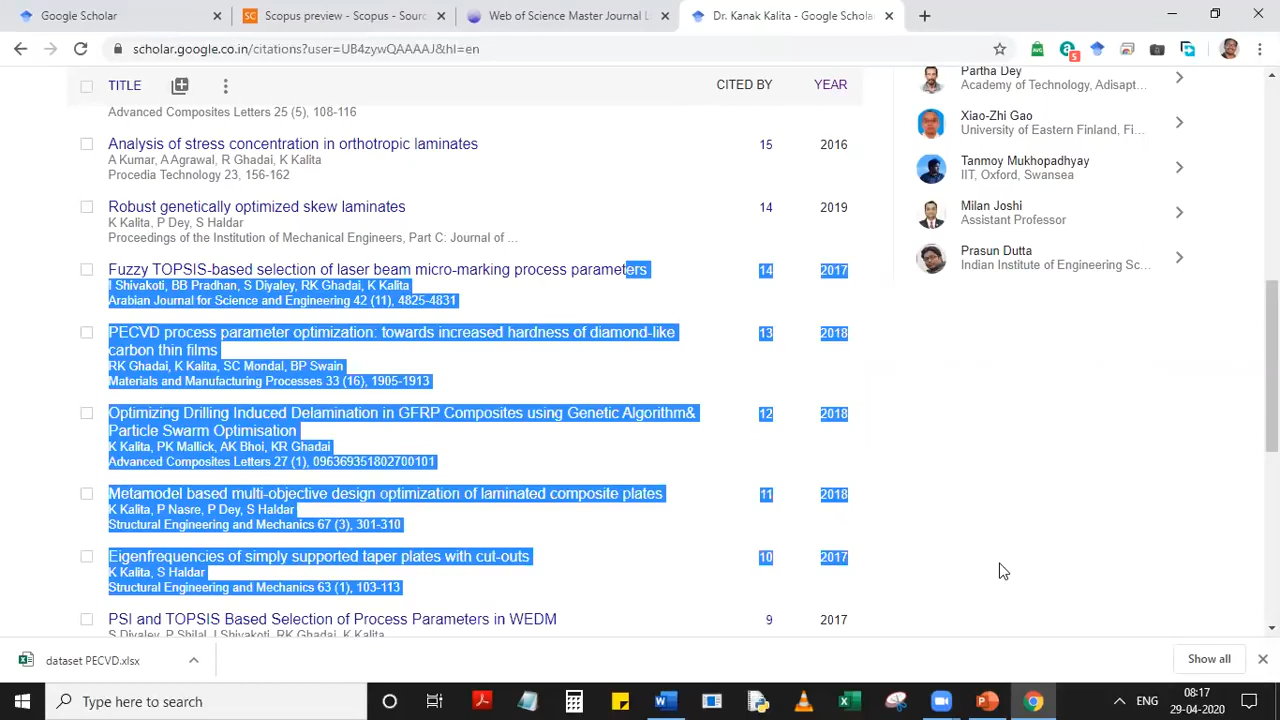 Google Scholar
SC Scopus preview - Scopus - Sourc
Web of Science Master Journal L
Dr. Kanak Kalita - Google Schola
scholar.google.co.in/citations?user=UB4zywQAAAAJ&hl=en
TITLE CITED BY YEAR
Advanced Composites Letters 25 (5), 108-116
Analysis of stress concentration in orthotropic laminates 15 2016
A Kumar, A Agrawal, R Ghadai, K Kalita
Procedia Technology 23, 156-162
Robust genetically optimized skew laminates 14 2019
K Kalita, P Dey, S Haldar
Proceedings of the Institution of Mechanical Engineers, Part C: Journal of ...
Fuzzy TOPSIS-based selection of laser beam micro-marking process parameters 14 2017
I Shivakoti, BB Pradhan, S Diyaley, RK Ghadai, K Kalita
Arabian Journal for Science and Engineering 42 (11), 4825-4831
PECVD process parameter optimization: towards increased hardness of diamond-like 13 2018
carbon thin films
RK Ghadai, K Kalita, SC Mondal, BP Swain
Materials and Manufacturing Processes 33 (16), 1905-1913
Optimizing Drilling Induced Delamination in GFRP Composites using Genetic Algorithm& 12 2018
Particle Swarm Optimisation
K Kalita, PK Mallick, AK Bhoi, KR Ghadai
Advanced Composites Letters 27 (1), 096369351802700101
Metamodel based multi-objective design optimization of laminated composite plates 11 2018
K Kalita, P Nasre, P Dey, S Haldar
Structural Engineering and Mechanics 67 (3), 301-310
Eigenfrequencies of simply supported taper plates with cut-outs 10 2017
K Kalita, S Haldar
Structural Engineering and Mechanics 63 (1), 103-113
PSI and TOPSIS Based Selection of Process Parameters in WEDM 9 2017
S Diyaley, P Shilal, I Shivakoti, RK Ghadai, K Kalita
Partha Dey
Academy of Technology, Adisapt...
Xiao-Zhi Gao
University of Eastern Finland, Fi...
Tanmoy Mukhopadhyay
IIT, Oxford, Swansea
Milan Joshi
Assistant Professor
Prasun Dutta
Indian Institute of Engineering Sc...
dataset PECVD.xlsx
Show all
Type here to search
ENG
08:17
29-04-2020